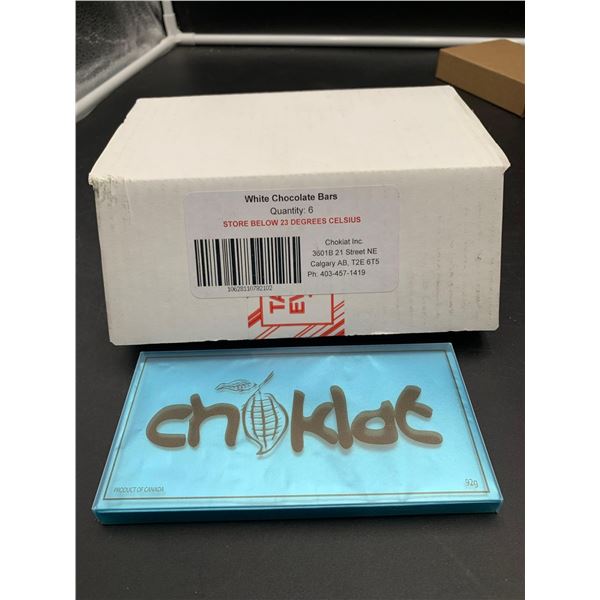 White Chocolate Bars
Quantity: 6
STORE BELOW 23 DEGREES CELSIUS
Choklat Inc.
3601B 21 Street NE
Calgary AB, T2E 6T5
Ph: 403-457-1419
10628110792102
choklat
PRODUCT OF CANADA
92g